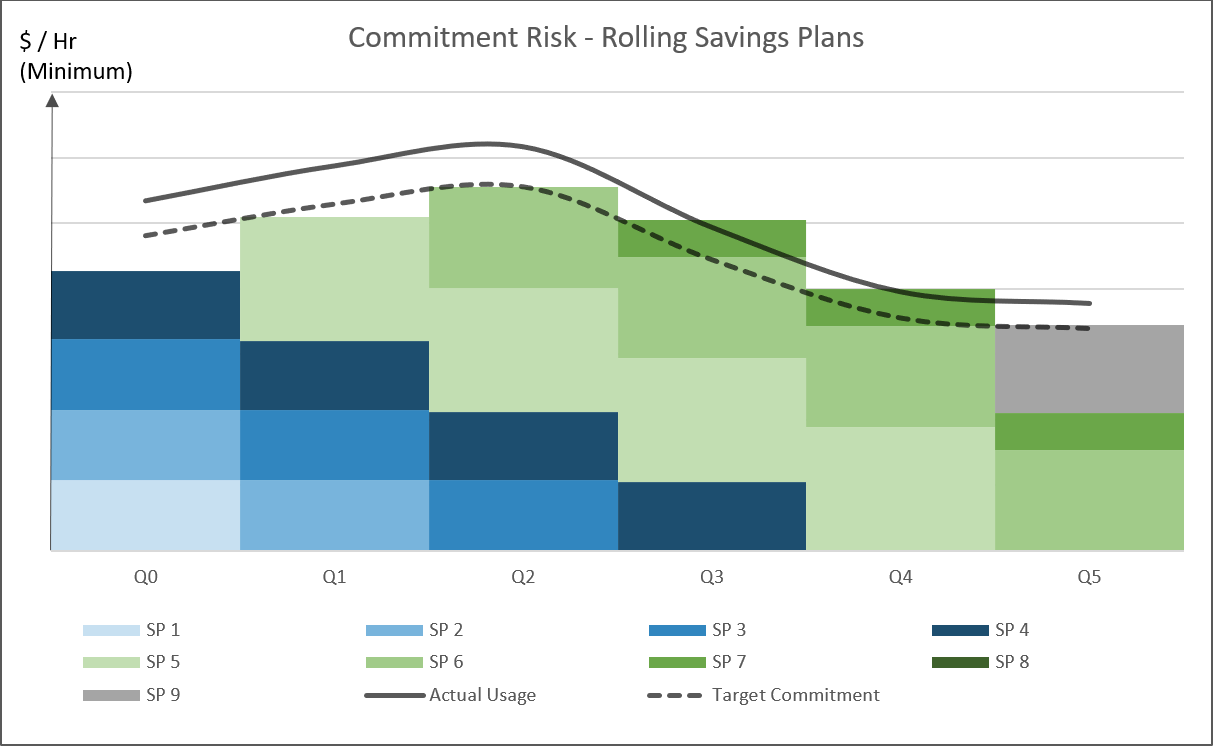 Commitment Risk - Rolling Savings Plans
$ / Hr
(Minimum)
Q0 Q1 Q2 Q3 Q4 Q5
SP 1 SP 2 SP 3 SP 4
SP 5 SP 6 SP 7 SP 8
SP 9 Actual Usage Target Commitment